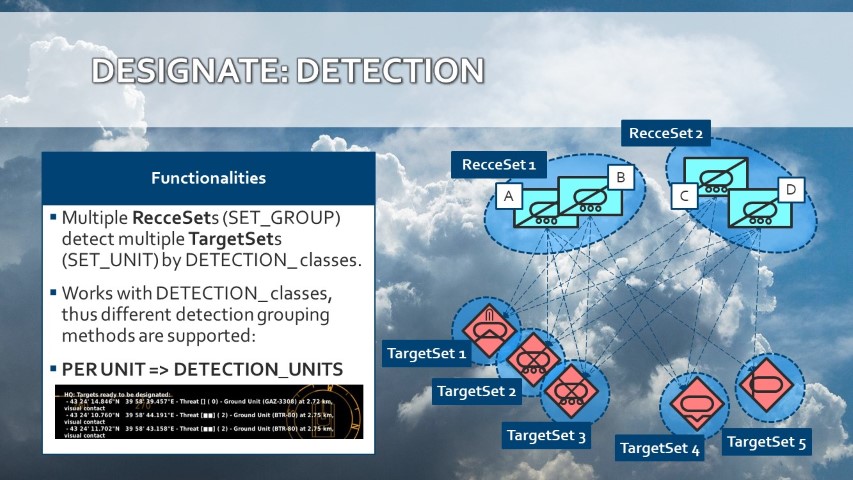 DESIGNATE: DETECTION
Functionalities
Multiple RecceSets (SET_GROUP)
detect multiple TargetSets
(SET_UNIT) by DETECTION_ classes.
Works with DETECTION_ classes,
thus different detection grouping
methods are supported:
PER UNIT => DETECTION_UNITS
HQ: Targets ready to be designated:
- 43 24' 14.846"N 39 58' 39.457"E - Threat [] ( 0) - Ground Unit (GAZ-3308) at 2.72 km,
visual contact
- 43 24' 10.700"N 39 58' 44.191"E - Threat [■■] ( 2) - Ground Unit (BTR-80) at 2.75 km,
visual contact
- 43 24' 11.702"N 39 58' 43.158"E - Threat [■■] ( 2) - Ground Unit (BTR-80) at 2.75 km,
visual contact
RecceSet 2
RecceSet 1
A
B
C
D
TargetSet 1
TargetSet 2
TargetSet 3
TargetSet 4
TargetSet 5